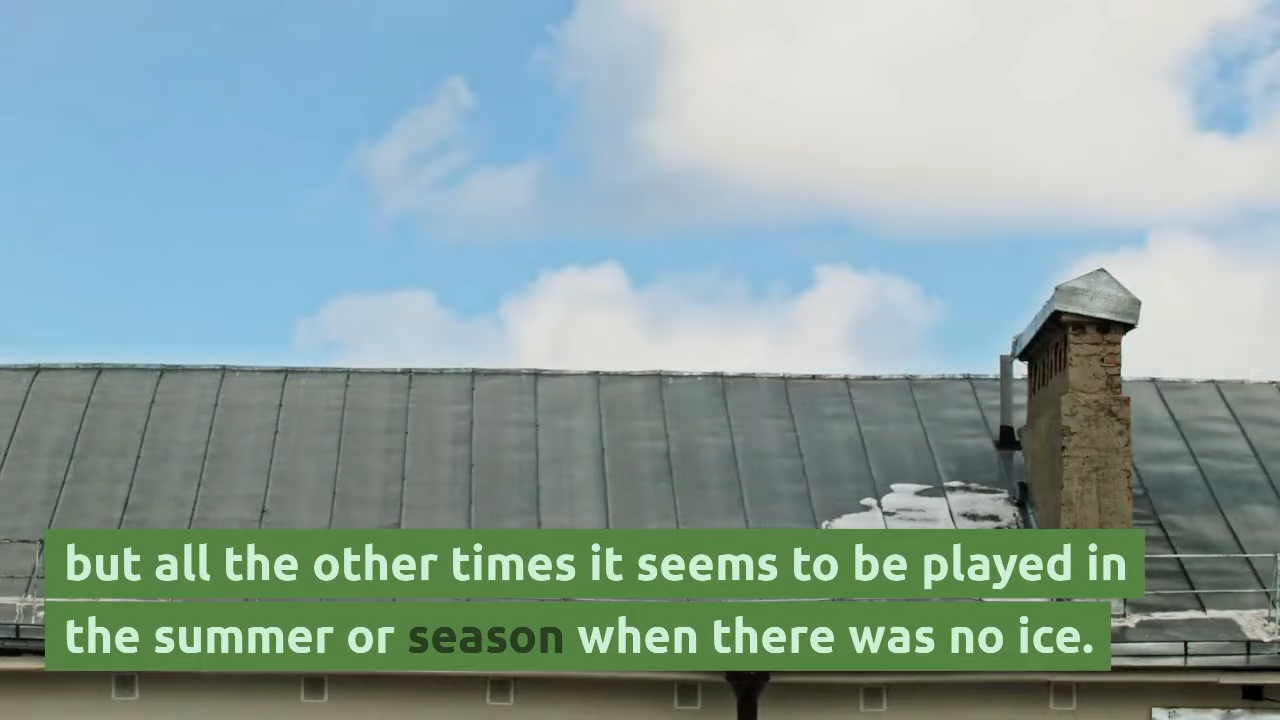 but all the other times it seems to be played in
the summer or season when there was no ice.